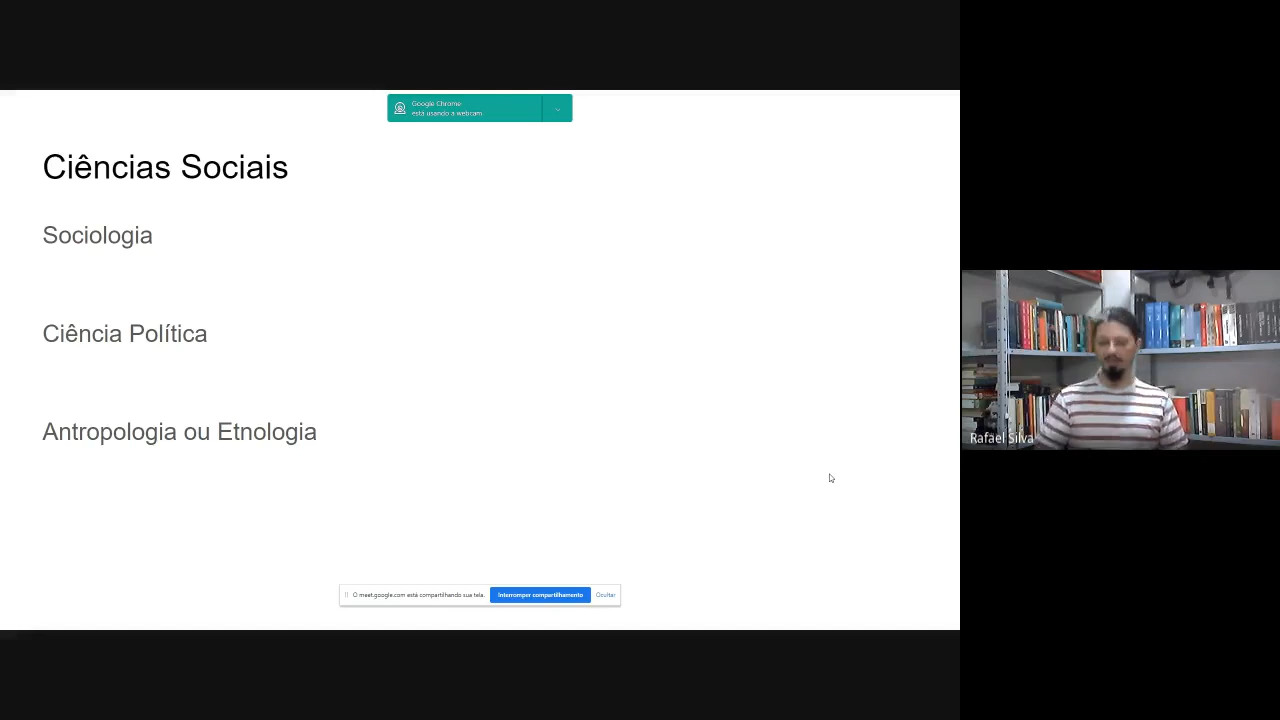 Google Chrome
está usando a webcam
Ciências Sociais
Sociologia
Ciência Política
Antropologia ou Etnologia
Rafael Silva
O meet.google.com está compartilhando sua tela.
Interromper compartilhamento
Ocultar